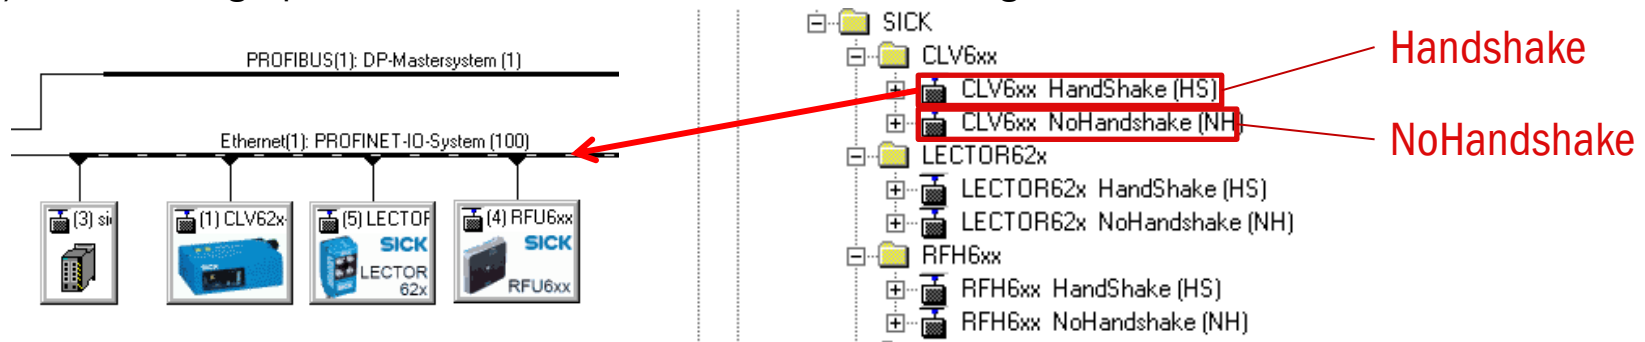 PROFIBUS(1): DP-Mastersystem (1)
Ethernet(1): PROFINET-IO-System (100)
(3)
(1) CLV62x-
SICK
(5) LECTOR
SICK
LECTOR
62x
(4) RFU6xx
SICK
RFU6xx
SICK
CLV6xx
CLV6xx HandShake (HS)
CLV6xx NoHandshake (NH)
LECTOR62x
LECTOR62x HandShake (HS)
LECTOR62x NoHandshake (NH)
RFH6xx
RFH6xx HandShake (HS)
RFH6xx NoHandshake (NH)
Handshake
NoHandshake